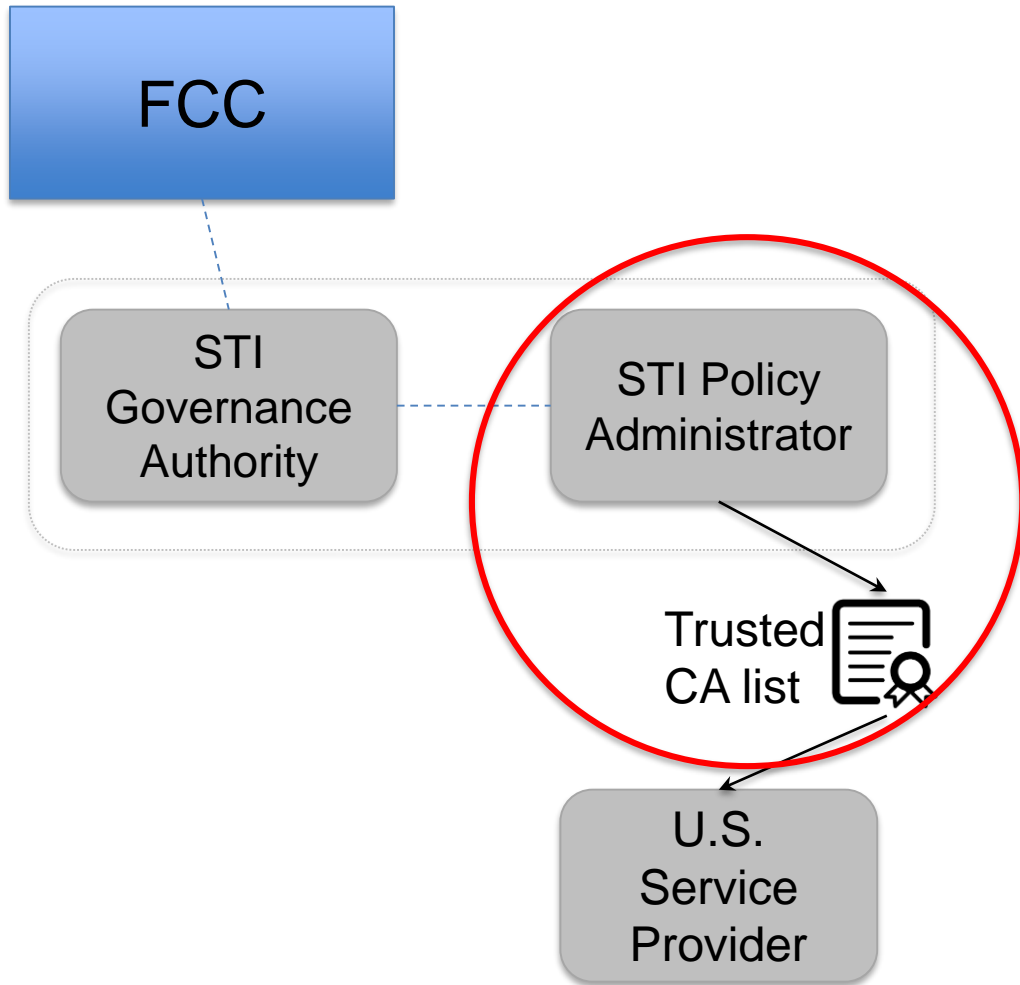 FCC
STI
Governance
Authority
STI Policy
Administrator
Trusted
CA list
U.S.
Service
Provider